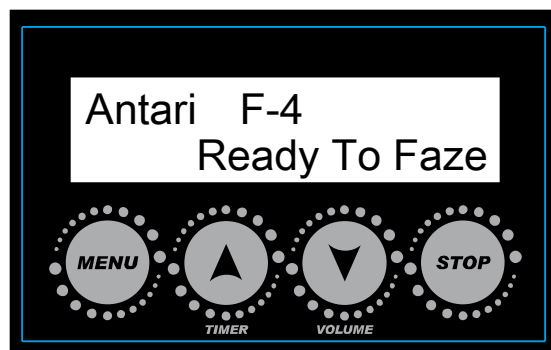 Antari F-4
Ready To Faze
MENU
STOP
TIMER
VOLUME